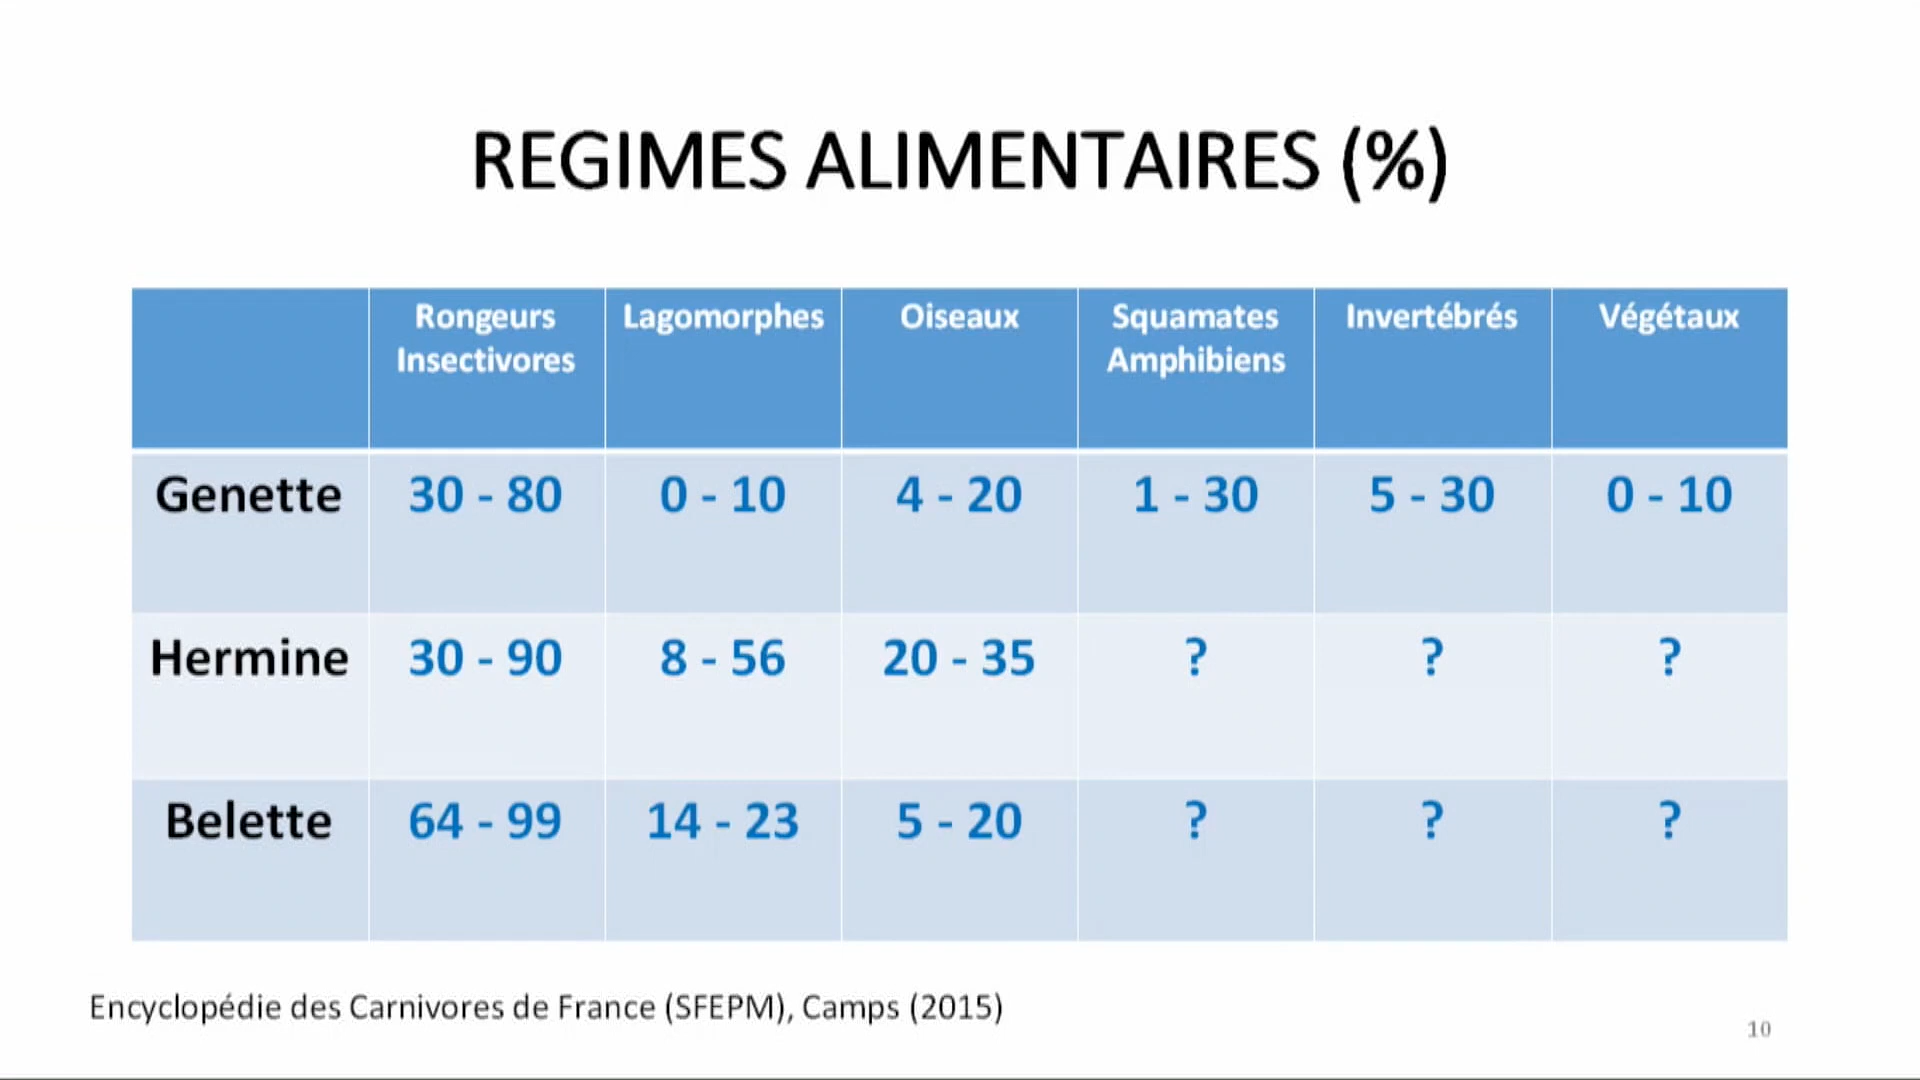 REGIMES ALIMENTAIRES (%)
Rongeurs Insectivores Lagomorphes Oiseaux Squamates Amphibiens Invertébrés Végétaux
Genette 30 - 80 0 - 10 4 - 20 1 - 30 5 - 30 0 - 10
Hermine 30 - 90 8 - 56 20 - 35 ? ? ?
Belette 64 - 99 14 - 23 5 - 20 ? ? ?
Encyclopédie des Carnivores de France (SFEPM), Camps (2015)
10